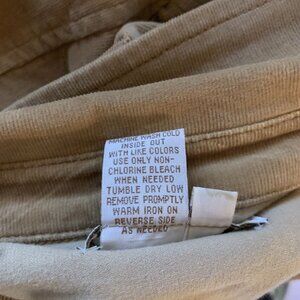 MACHINE WASH COLD
INSIDE OUT
WITH LIKE COLORS
USE ONLY NON-
CHLORINE BLEACH
WHEN NEEDED
TUMBLE DRY LOW
REMOVE PROMPTLY
WARM IRON ON
REVERSE SIDE
AS NEEDED